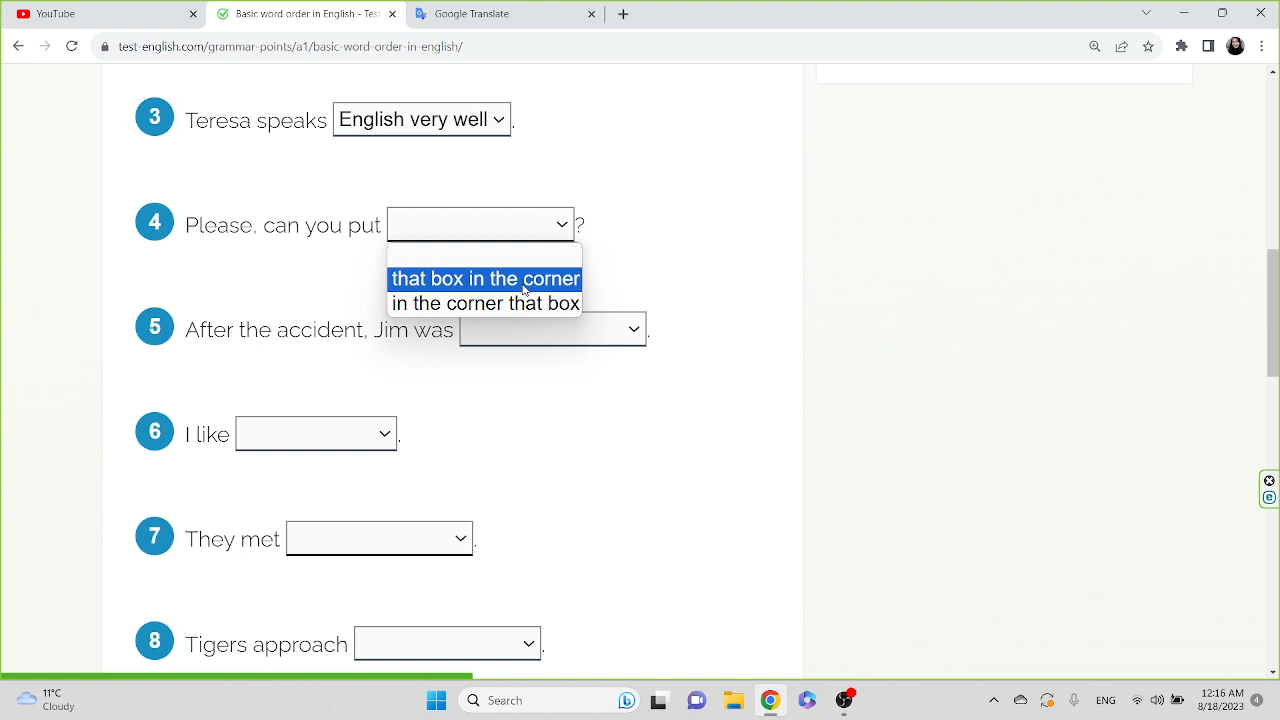 YouTube
Basic word order in English - Test
Google Translate
test-english.com/grammar-points/a1/basic-word-order-in-english/
3 Teresa speaks English very well.
4 Please, can you put ?
that box in the corner
in the corner that box
5 After the accident, Jim was .
6 I like .
7 They met .
8 Tigers approach .
11°C
Cloudy
Search
ENG
12:16 AM
8/18/2023
4